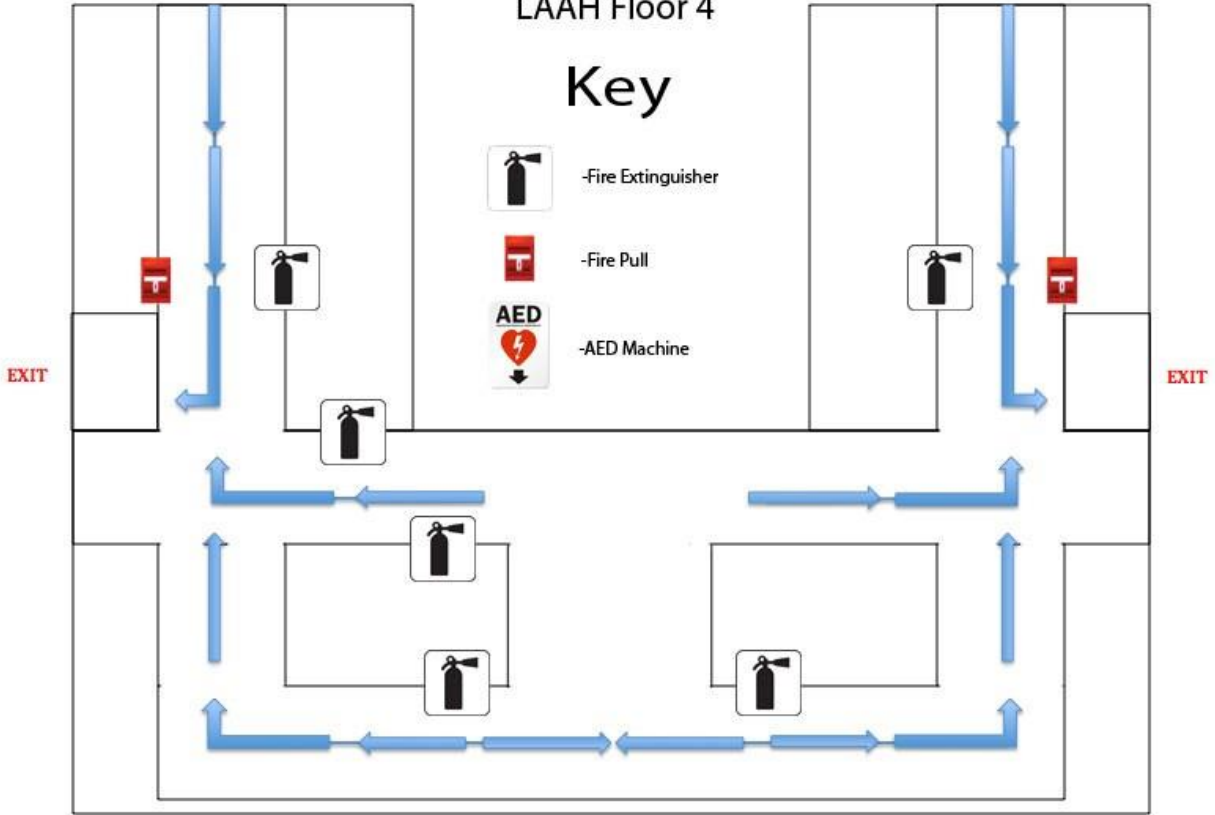 LAAH Floor 4
Key
-Fire Extinguisher
-Fire Pull
AED
-AED Machine
EXIT
EXIT